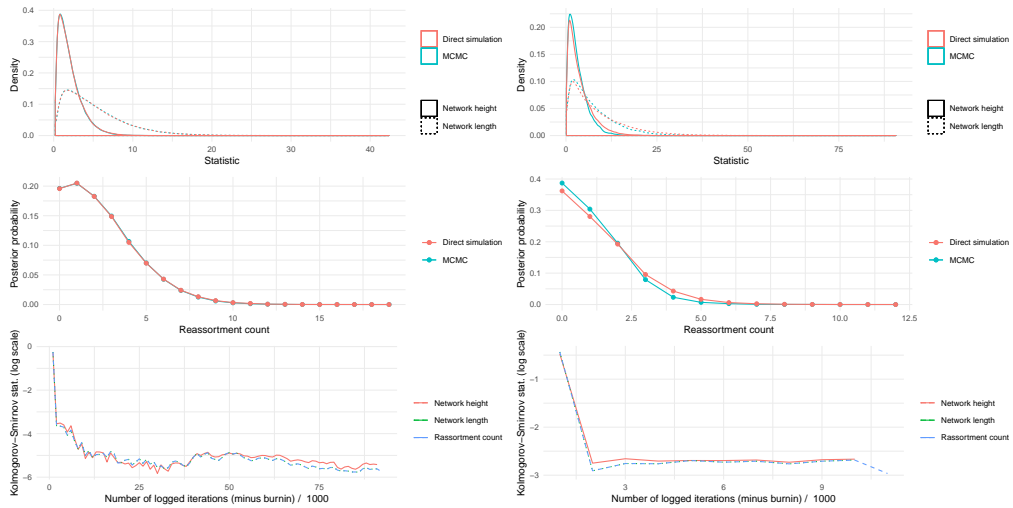 0.4
0.3
0.2
0.1
0.0
Density
0
10
20
30
40
Statistic
Direct simulation
MCMC
Network height
Network length
0.20
0.15
0.10
0.05
0.00
Density
0
25
50
75
Statistic
Direct simulation
MCMC
Network height
Network length
0.20
0.15
0.10
0.05
0.00
Posterior probability
0
5
10
15
Reassortment count
Direct simulation
MCMC
0.4
0.3
0.2
0.1
0.0
Posterior probability
0.0
2.5
5.0
7.5
10.0
12.5
Reassortment count
Direct simulation
MCMC
0
−2
−4
−6
Kolmogorov−Smirnov stat. (log scale)
0
25
50
75
Number of logged iterations (minus burnin) / 1000
Network height
Network length
Rassortment count
−1
−2
−3
Kolmogorov−Smirnov stat. (log scale)
3
6
9
Number of logged iterations (minus burnin) / 1000
Network height
Network length
Rassortment count